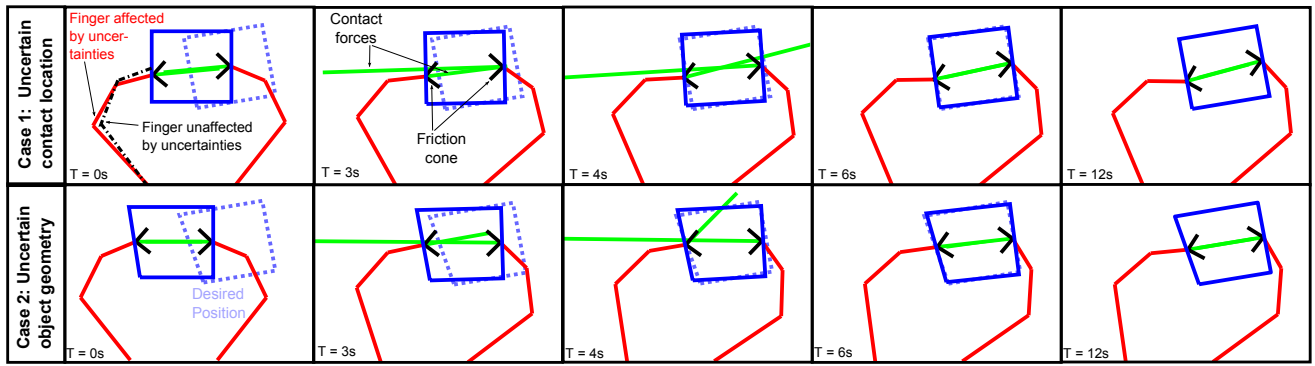 Case 1: Uncertain
contact location
Finger affected
by uncer-
tainties
Finger unaffected
by uncertainties
T = 0s
Contact
forces
Friction
cone
T = 3s
T = 4s
T = 6s
T = 12s
Case 2: Uncertain
object geometry
Desired
Position
T = 0s
T = 3s
T = 4s
T = 6s
T = 12s